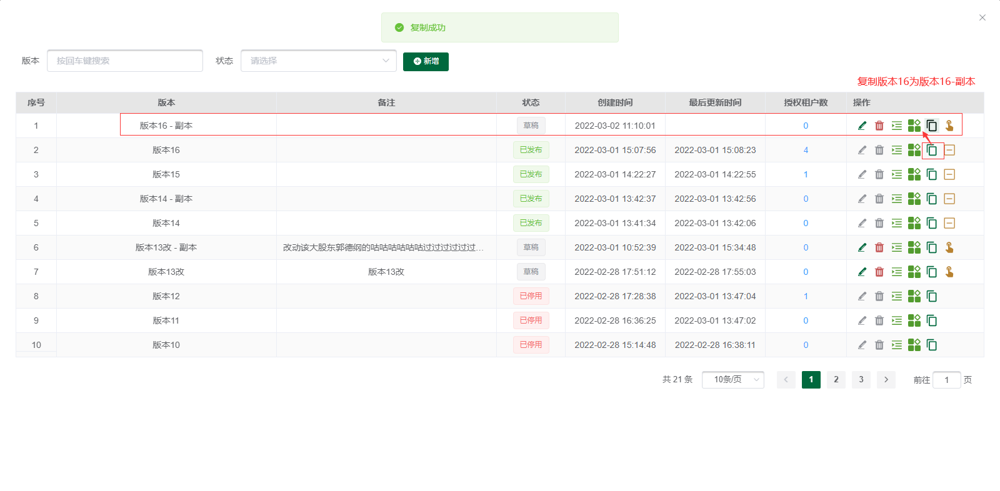 复制成功
版本 按回车键搜索 状态 请选择 新增
复制版本16为版本16-副本
序号 版本 备注 状态 创建时间 最后更新时间 授权租户数 操作
1 版本16 - 副本 草稿 2022-03-02 11:10:01 0
2 版本16 已发布 2022-03-01 15:07:56 2022-03-01 15:08:23 4
3 版本15 已发布 2022-03-01 14:22:27 2022-03-01 14:22:55 1
4 版本14 - 副本 已发布 2022-03-01 13:42:37 2022-03-01 13:42:56 0
5 版本14 已发布 2022-03-01 13:41:34 2022-03-01 13:42:06 0
6 版本13改 - 副本 改动该大股东郭德纲的咕咕咕咕咕咕过过过过过过… 草稿 2022-03-01 10:52:39 2022-03-01 15:34:48 0
7 版本13改 版本13改 草稿 2022-02-28 17:51:12 2022-02-28 17:55:03 0
8 版本12 已停用 2022-02-28 17:28:38 2022-03-01 13:47:04 1
9 版本11 已停用 2022-02-28 16:36:25 2022-03-01 13:47:02 0
10 版本10 已停用 2022-02-28 15:14:48 2022-02-28 16:38:11 0
共 21 条 10条/页 1 2 3 前往 1 页